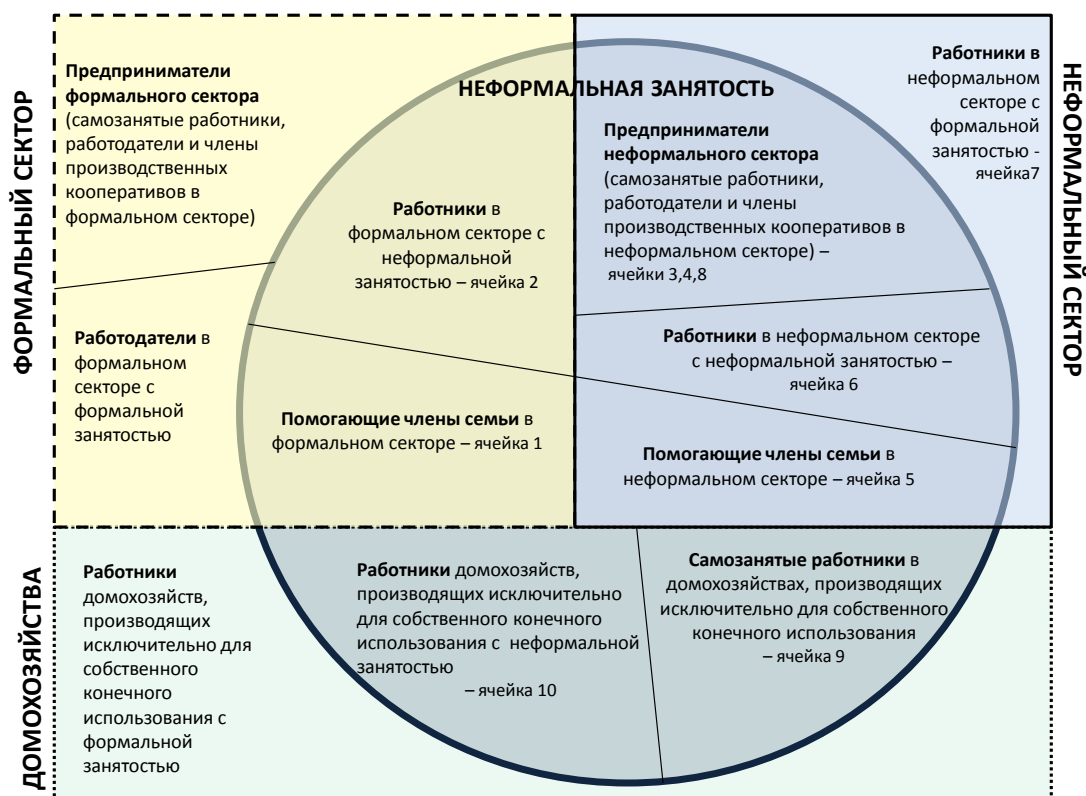 НЕФОРМАЛЬНАЯ ЗАНЯТОСТЬ
ФОРМАЛЬНЫЙ СЕКТОР
Предприниматели
формального сектора
(самозанятые работники,
работодатели и члены
производственных
кооперативов в
формальном секторе)
Работники в
формальном секторе с
неформальной
занятостью – ячейка 2
Работодатели в
формальном
секторе с
формальной
занятостью
Помогающие члены семьи в
формальном секторе – ячейка 1
НЕФОРМАЛЬНЫЙ СЕКТОР
Предприниматели
неформального сектора
(самозанятые работники,
работодатели и члены
производственных кооперативов в
неформальном секторе) –
ячейки 3,4,8
Работники в
неформальном
секторе с
формальной
занятостью -
ячейка7
Работники в неформальном секторе
с неформальной занятостью –
ячейка 6
Помогающие члены семьи в
неформальном секторе – ячейка 5
ДОМОХОЗЯЙСТВА
Работники
домохозяйств,
производящих
исключительно для
собственного
конечного
использования с
формальной
занятостью
Работники домохозяйств,
производящих исключительно
для собственного конечного
использования с неформальной
занятостью
– ячейка 10
Самозанятые работники в
домохозяйствах, производящих
исключительно для собственного
конечного использования
– ячейка 9